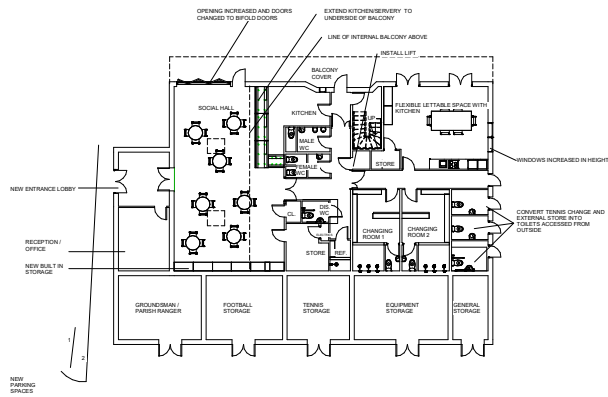 OPENING INCREASED AND DOORS
CHANGED TO BIFOLD DOORS
EXTEND KITCHEN/SERVERY TO
UNDERSIDE OF BALCONY
LINE OF INTERNAL BALCONY ABOVE
INSTALL LIFT
BALCONY
COVER
SOCIAL HALL
KITCHEN
UP
FLEXIBLE LETTABLE SPACE WITH
KITCHEN
MALE
WC
FEMALE
WC
STORE
WINDOWS INCREASED IN HEIGHT
NEW ENTRANCE LOBBY
CL.
DIS.
WC
CHANGING
ROOM 1
CHANGING
ROOM 2
CONVERT TENNIS CHANGE AND
EXTERNAL STORE INTO
TOILETS ACCESSED FROM
OUTSIDE
RECEPTION /
OFFICE
STORE
REF.
NEW BUILT IN
STORAGE
GROUNDSMAN /
PARISH RANGER
FOOTBALL
STORAGE
TENNIS
STORAGE
EQUIPMENT
STORAGE
GENERAL
STORAGE
1
2
NEW
PARKING
SPACES